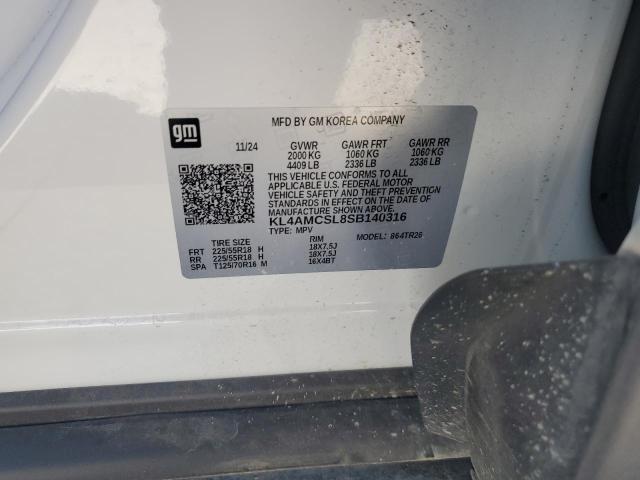 gm
MFD BY GM KOREA COMPANY
11/24 GVWR GAWR FRT GAWR RR
2000 KG 1060 KG 1060 KG
4409 LB 2336 LB 2336 LB
THIS VEHICLE CONFORMS TO ALL
APPLICABLE U.S. FEDERAL MOTOR
VEHICLE SAFETY AND THEFT PREVENTION
STANDARDS IN EFFECT ON THE DATE OF
MANUFACTURE SHOWN ABOVE.
KL4AMCSL8SB140316
TYPE: MPV MODEL: 864TR26
TIRE SIZE RIM
FRT 225/55R18 H 18X7.5J
RR 225/55R18 H 18X7.5J
SPA T125/70R16 M 16X4BT